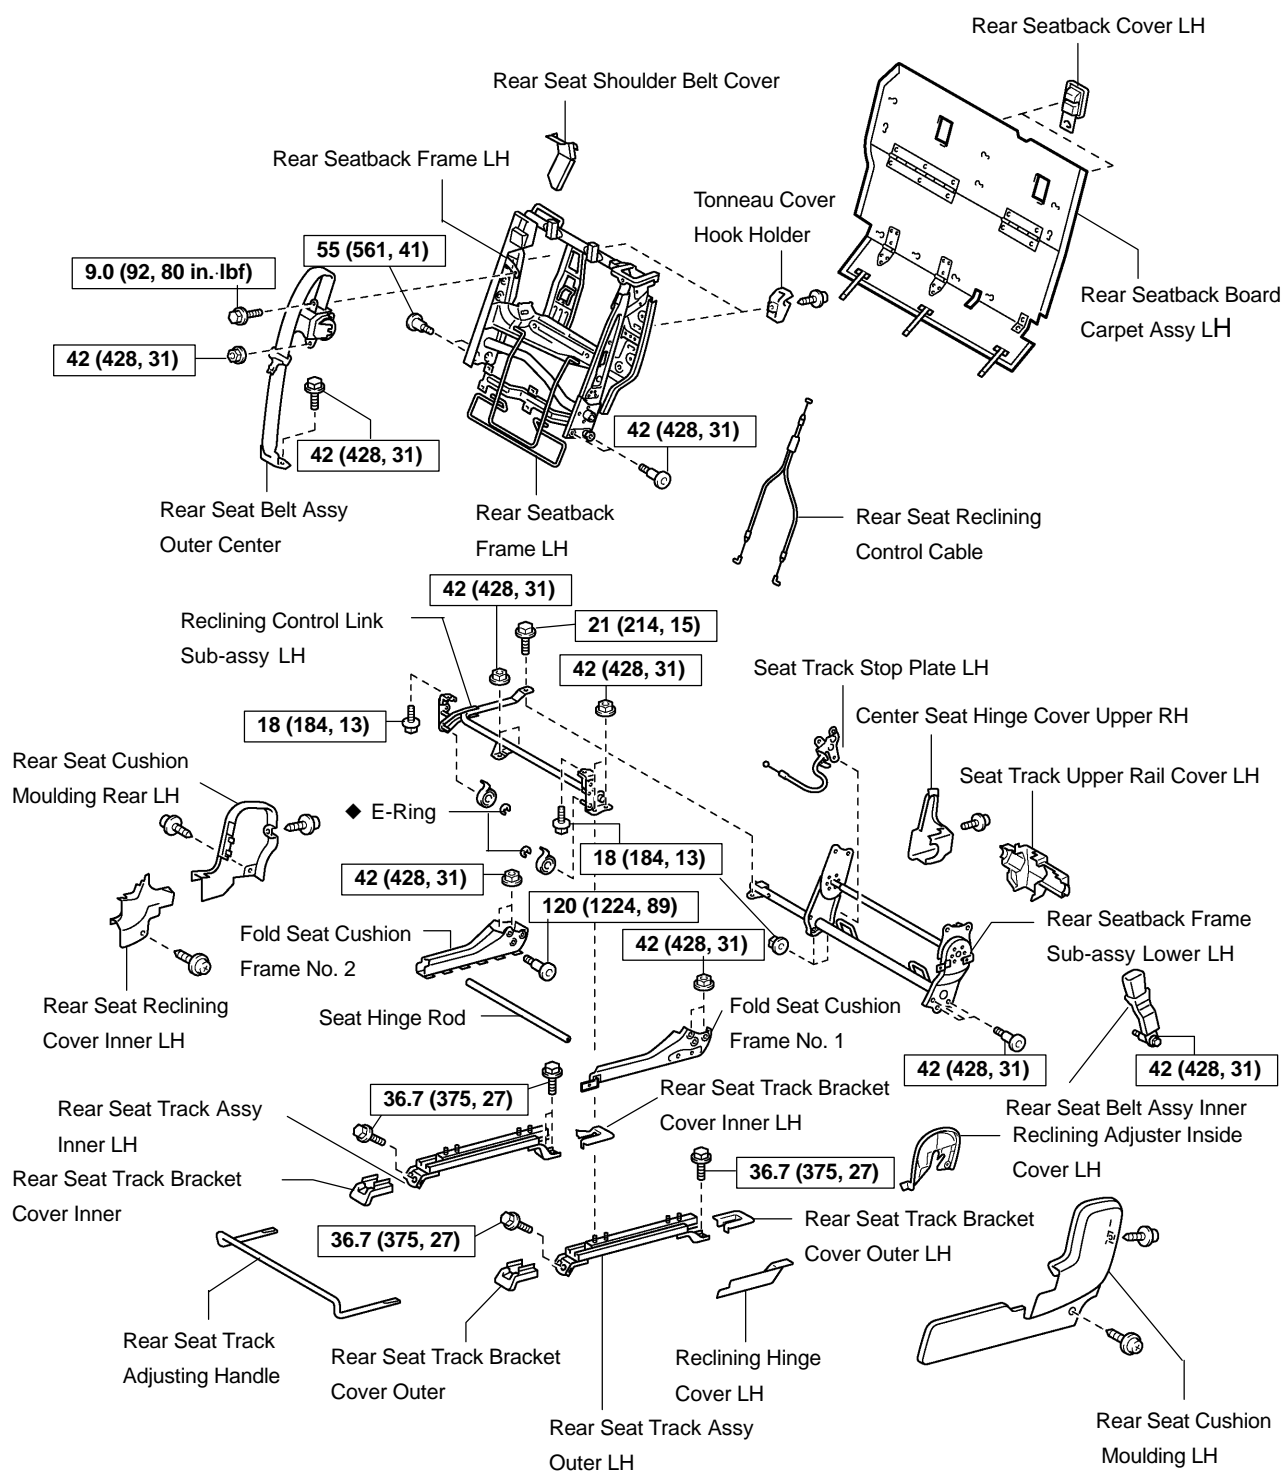 Rear Seatback Cover LH
Rear Seat Shoulder Belt Cover
Rear Seatback Frame LH
Tonneau Cover
Hook Holder
55 (561, 41)
9.0 (92, 80 in.·lbf)
Rear Seatback Board
Carpet Assy LH
42 (428, 31)
42 (428, 31)
42 (428, 31)
Rear Seat Belt Assy
Outer Center
Rear Seatback
Frame LH
Rear Seat Reclining
Control Cable
42 (428, 31)
Reclining Control Link
Sub-assy LH
21 (214, 15)
42 (428, 31)
Seat Track Stop Plate LH
18 (184, 13)
Center Seat Hinge Cover Upper RH
Rear Seat Cushion
Moulding Rear LH
Seat Track Upper Rail Cover LH
◆ E-Ring
18 (184, 13)
42 (428, 31)
120 (1224, 89)
Fold Seat Cushion
Frame No. 2
42 (428, 31)
Rear Seatback Frame
Sub-assy Lower LH
Rear Seat Reclining
Cover Inner LH
Seat Hinge Rod
Fold Seat Cushion
Frame No. 1
42 (428, 31)
42 (428, 31)
36.7 (375, 27)
Rear Seat Track Bracket
Cover Inner LH
Rear Seat Track Assy
Inner LH
Rear Seat Belt Assy Inner
Reclining Adjuster Inside
Cover LH
Rear Seat Track Bracket
Cover Inner
36.7 (375, 27)
36.7 (375, 27)
Rear Seat Track Bracket
Cover Outer LH
Rear Seat Track
Adjusting Handle
Rear Seat Track Bracket
Cover Outer
Reclining Hinge
Cover LH
Rear Seat Track Assy
Outer LH
Rear Seat Cushion
Moulding LH